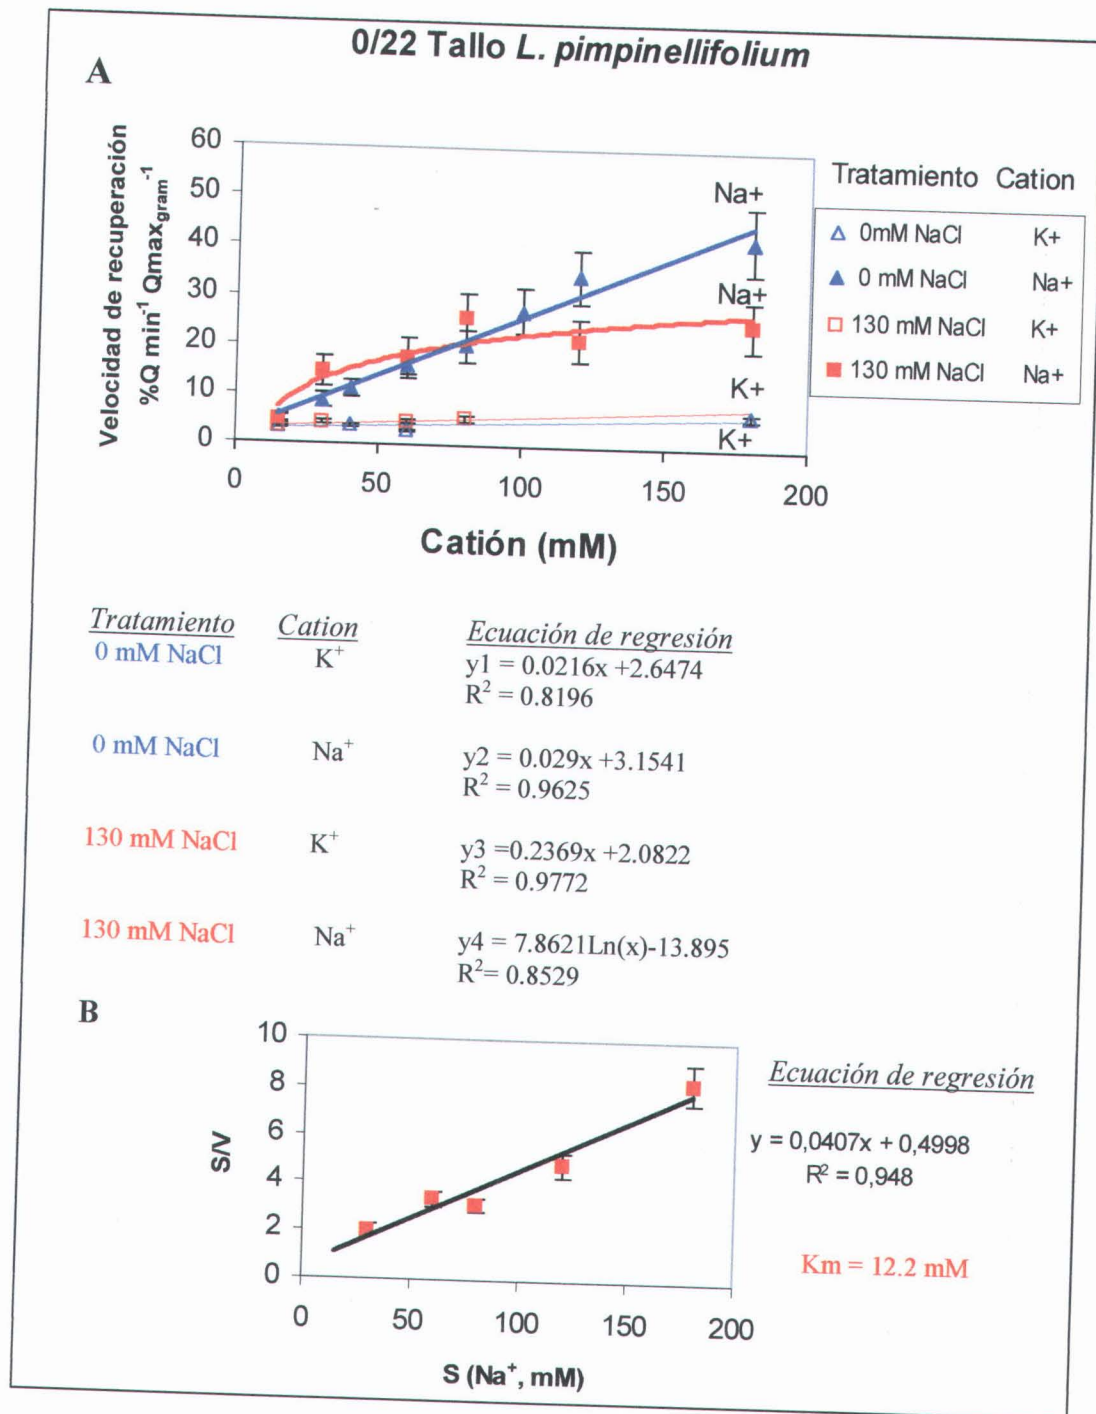 0/22 Tallo L. pimpinellifolium
A
Velocidad de recuperación
%Q min-1 Qmaxgram-1
60
50
40
30
20
10
0
0
50
100
150
200
Catión (mM)
Na+
Na+
K+
K+
Tratamiento Cation
0mM NaCl K+
0 mM NaCl Na+
130 mM NaCl K+
130 mM NaCl Na+
Tratamiento Cation Ecuación de regresión
0 mM NaCl K+ y1 = 0.0216x +2.6474
R2 = 0.8196
0 mM NaCl Na+ y2 = 0.029x +3.1541
R2 = 0.9625
130 mM NaCl K+ y3 =0.2369x +2.0822
R2 = 0.9772
130 mM NaCl Na+ y4 = 7.8621Ln(x)-13.895
R2= 0.8529
B
S/V
10
8
6
4
2
0
0
50
100
150
200
S (Na+, mM)
Ecuación de regresión
y = 0,0407x + 0,4998
R2 = 0,948
Km = 12.2 mM